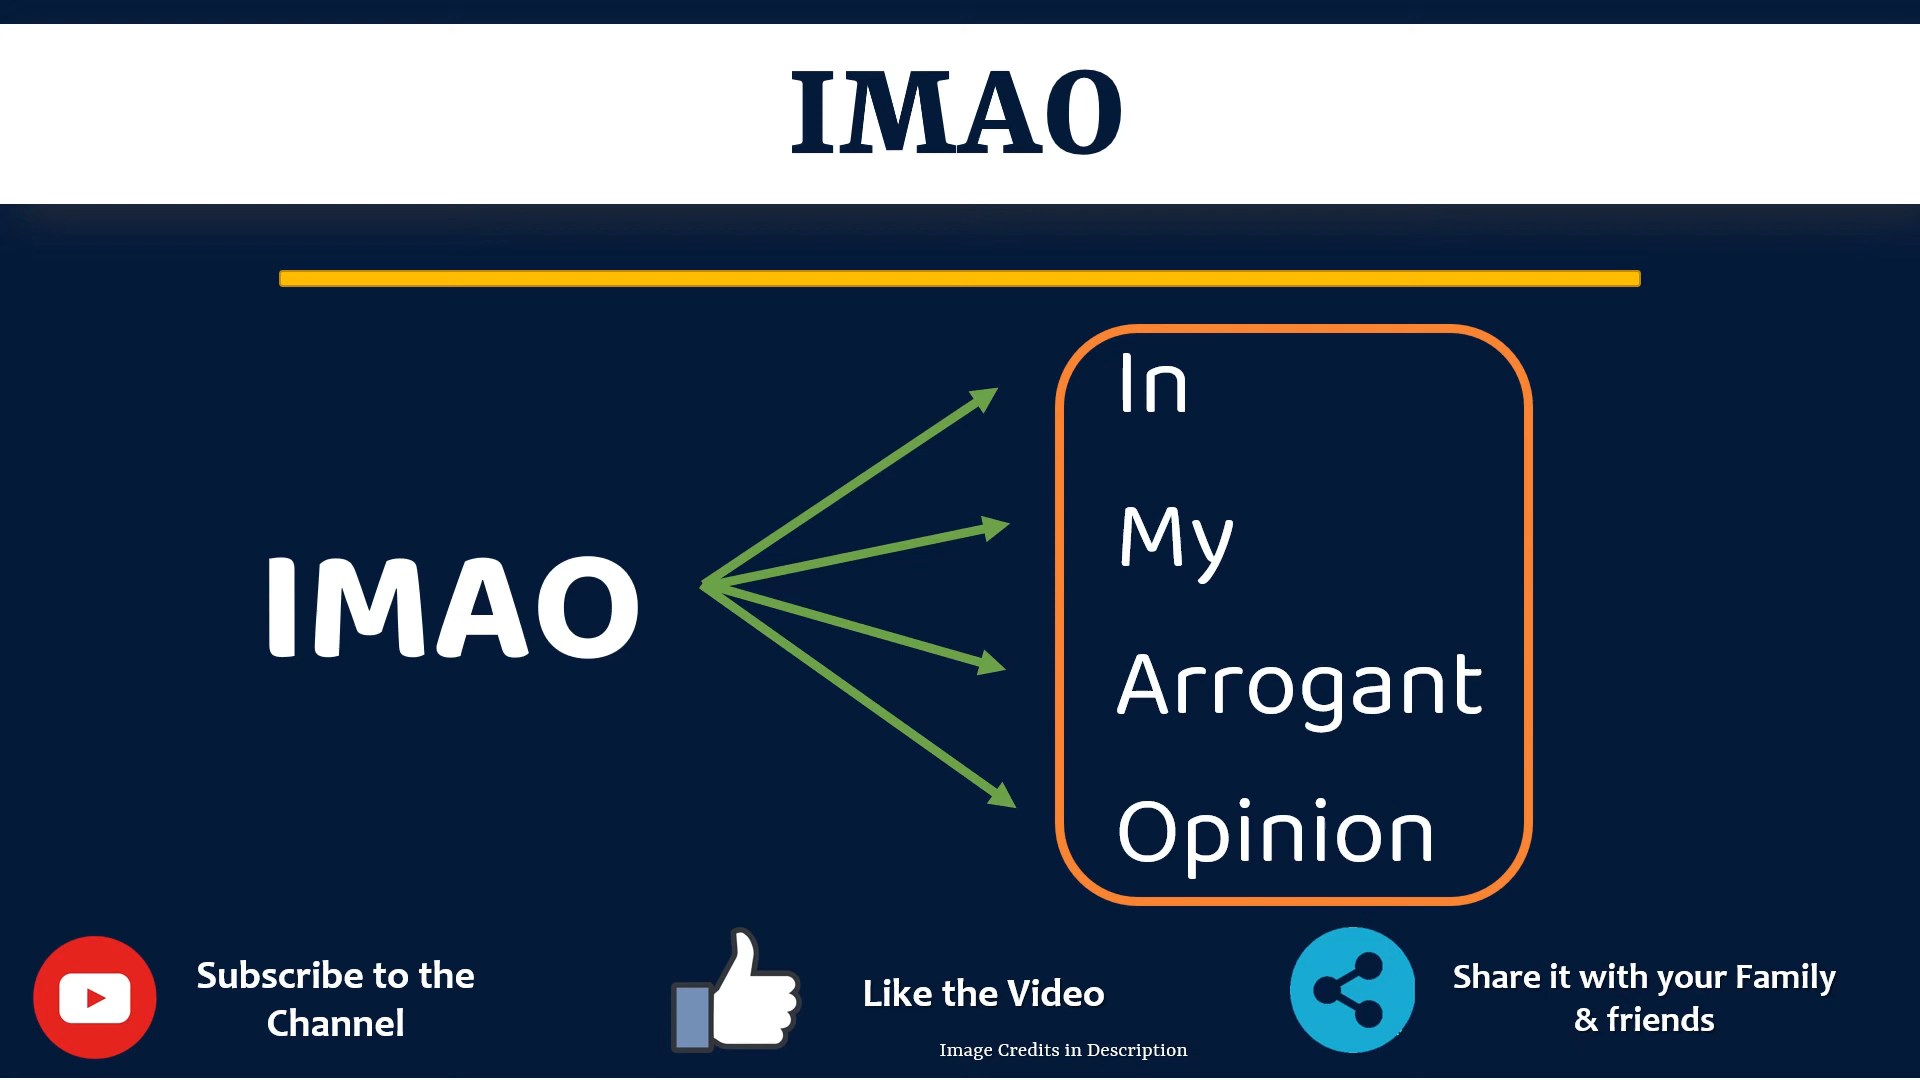 IMAO
IMAO
In
My
Arrogant
Opinion
Subscribe to the
Channel
Like the Video
Share it with your Family
& friends
Image Credits in Description